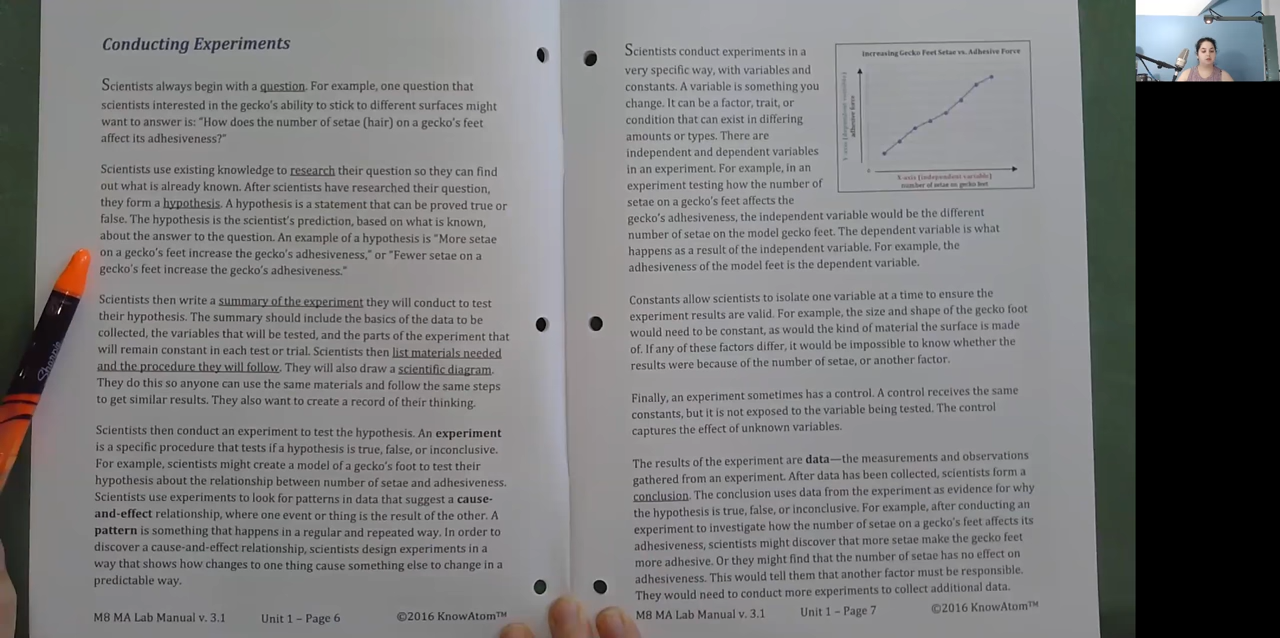 Conducting Experiments
Scientists always begin with a question. For example, one question that
scientists interested in the gecko's ability to stick to different surfaces might
want to answer is: "How does the number of setae (hair) on a gecko's feet
affect its adhesiveness?"
Scientists use existing knowledge to research their question so they can find
out what is already known. After scientists have researched their question,
they form a hypothesis. A hypothesis is a statement that can be proved true or
false. The hypothesis is the scientist's prediction, based on what is known,
about the answer to the question. An example of a hypothesis is "More setae
on a gecko's feet increase the gecko's adhesiveness," or "Fewer setae on a
gecko's feet increase the gecko's adhesiveness."
Scientists then write a summary of the experiment they will conduct to test
their hypothesis. The summary should include the basics of the data to be
collected, the variables that will be tested, and the parts of the experiment that
will remain constant in each test or trial. Scientists then list materials needed
and the procedure they will follow. They will also draw a scientific diagram.
They do this so anyone can use the same materials and follow the same steps
to get similar results. They also want to create a record of their thinking.
Scientists then conduct an experiment to test the hypothesis. An experiment
is a specific procedure that tests if a hypothesis is true, false, or inconclusive.
For example, scientists might create a model of a gecko's foot to test their
hypothesis about the relationship between number of setae and adhesiveness.
Scientists use experiments to look for patterns in data that suggest a cause-
and-effect relationship, where one event or thing is the result of the other. A
pattern is something that happens in a regular and repeated way. In order to
discover a cause-and-effect relationship, scientists design experiments in a
way that shows how changes to one thing cause something else to change in a
predictable way.
M8 MA Lab Manual v. 3.1 Unit 1 – Page 6 ©2016 KnowAtom™
Sharpie
Scientists conduct experiments in a
very specific way, with variables and
constants. A variable is something you
change. It can be a factor, trait, or
condition that can exist in differing
amounts or types. There are
independent and dependent variables
in an experiment. For example, in an
experiment testing how the number of
setae on a gecko's feet affects the
gecko's adhesiveness, the independent variable would be the different
number of setae on the model gecko feet. The dependent variable is what
happens as a result of the independent variable. For example, the
adhesiveness of the model feet is the dependent variable.
Increasing Gecko Feet Setae vs. Adhesive Force
Y-axis (dependent variable)
adhesive force
X-axis (independent variable)
number of setae on gecko feet
Constants allow scientists to isolate one variable at a time to ensure the
experiment results are valid. For example, the size and shape of the gecko foot
would need to be constant, as would the kind of material the surface is made
of. If any of these factors differ, it would be impossible to know whether the
results were because of the number of setae, or another factor.
Finally, an experiment sometimes has a control. A control receives the same
constants, but it is not exposed to the variable being tested. The control
captures the effect of unknown variables.
The results of the experiment are data—the measurements and observations
gathered from an experiment. After data has been collected, scientists form a
conclusion. The conclusion uses data from the experiment as evidence for why
the hypothesis is true, false, or inconclusive. For example, after conducting an
experiment to investigate how the number of setae on a gecko's feet affects its
adhesiveness, scientists might discover that more setae make the gecko feet
more adhesive. Or they might find that the number of setae has no effect on
adhesiveness. This would tell them that another factor must be responsible.
They would need to conduct more experiments to collect additional data.
M8 MA Lab Manual v. 3.1 Unit 1 – Page 7 ©2016 KnowAtom™